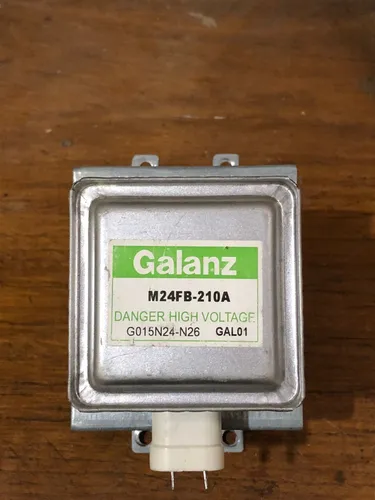 Galanz
M24FB-210A
DANGER HIGH VOLTAGE
G015N24-N26 GAL01